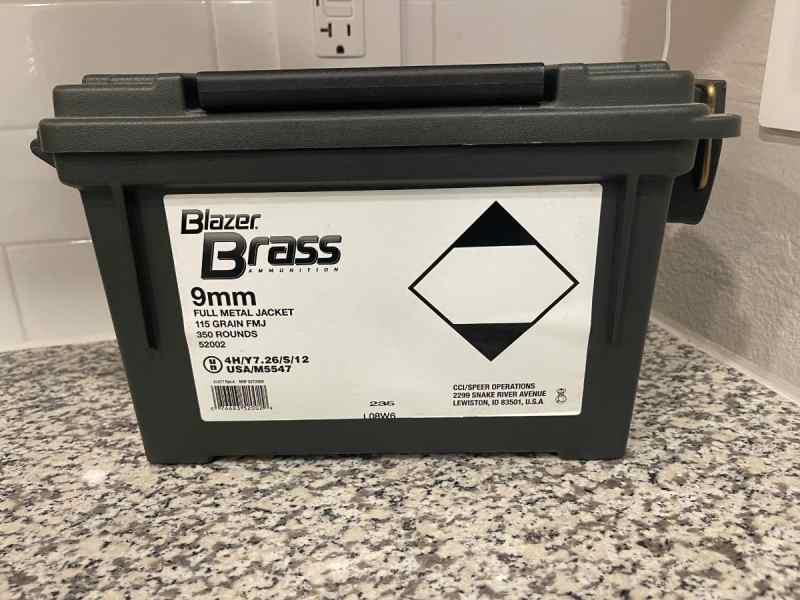 Blazer
Brass
AMMUNITION
9mm
FULL METAL JACKET
115 GRAIN FMJ
350 ROUNDS
52002
4H/Y7.26/S/12
USA/M5547
236
L08W6
CCI/SPEER OPERATIONS
2299 SNAKE RIVER AVENUE
LEWISTON, ID 83501, U.S.A